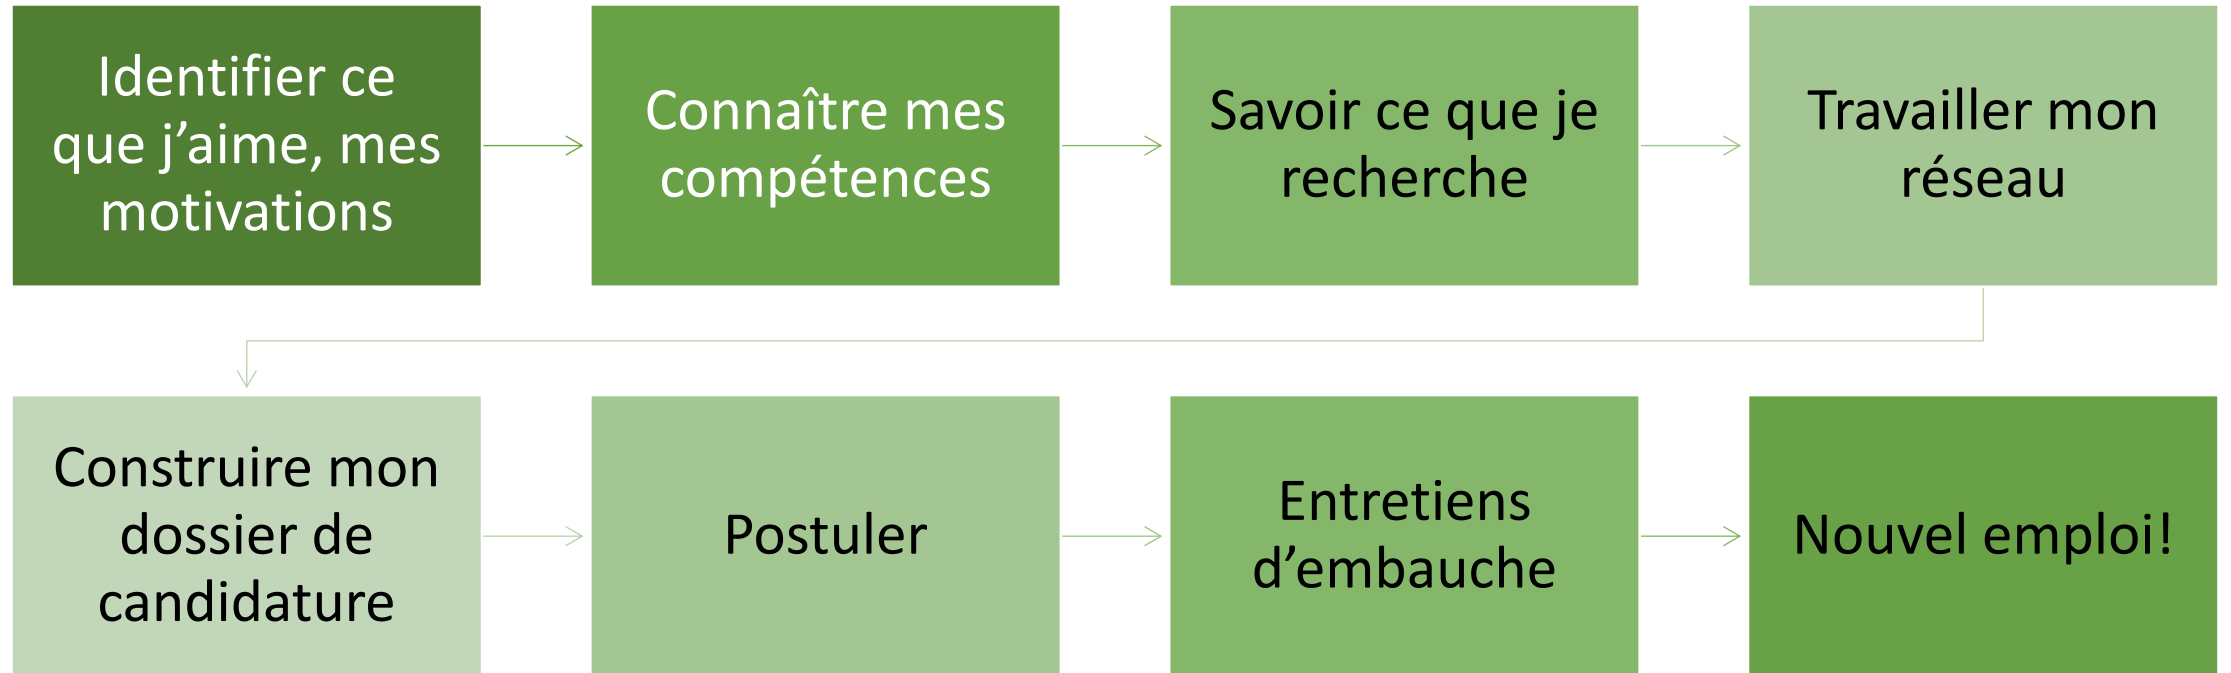 Identifier ce
que j’aime, mes
motivations
Connaître mes
compétences
Savoir ce que je
recherche
Travailler mon
réseau
Construire mon
dossier de
candidature
Postuler
Entretiens
d’embauche
Nouvel emploi!